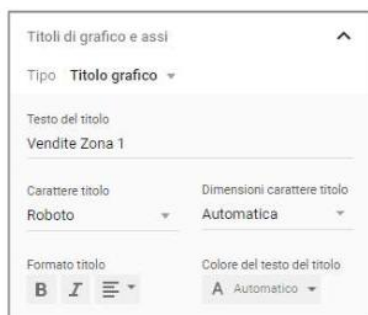 Titoli di grafico e assi
Tipo Titolo grafico
Testo del titolo
Vendite Zona 1
Carattere titolo Dimensioni carattere titolo
Roboto Automatica
Formato titolo Colore del testo del titolo
B I A Automatico